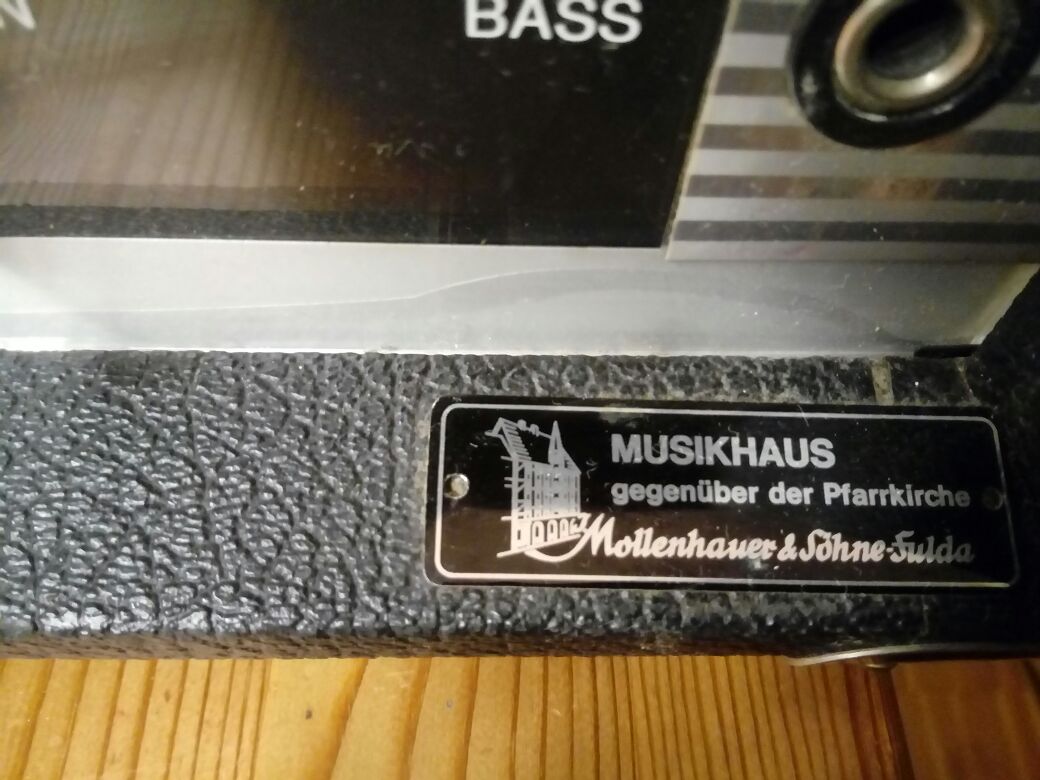 BASS
MUSIKHAUS
gegenüber der Pfarrkirche
Mollenhauer & Söhne-Fulda